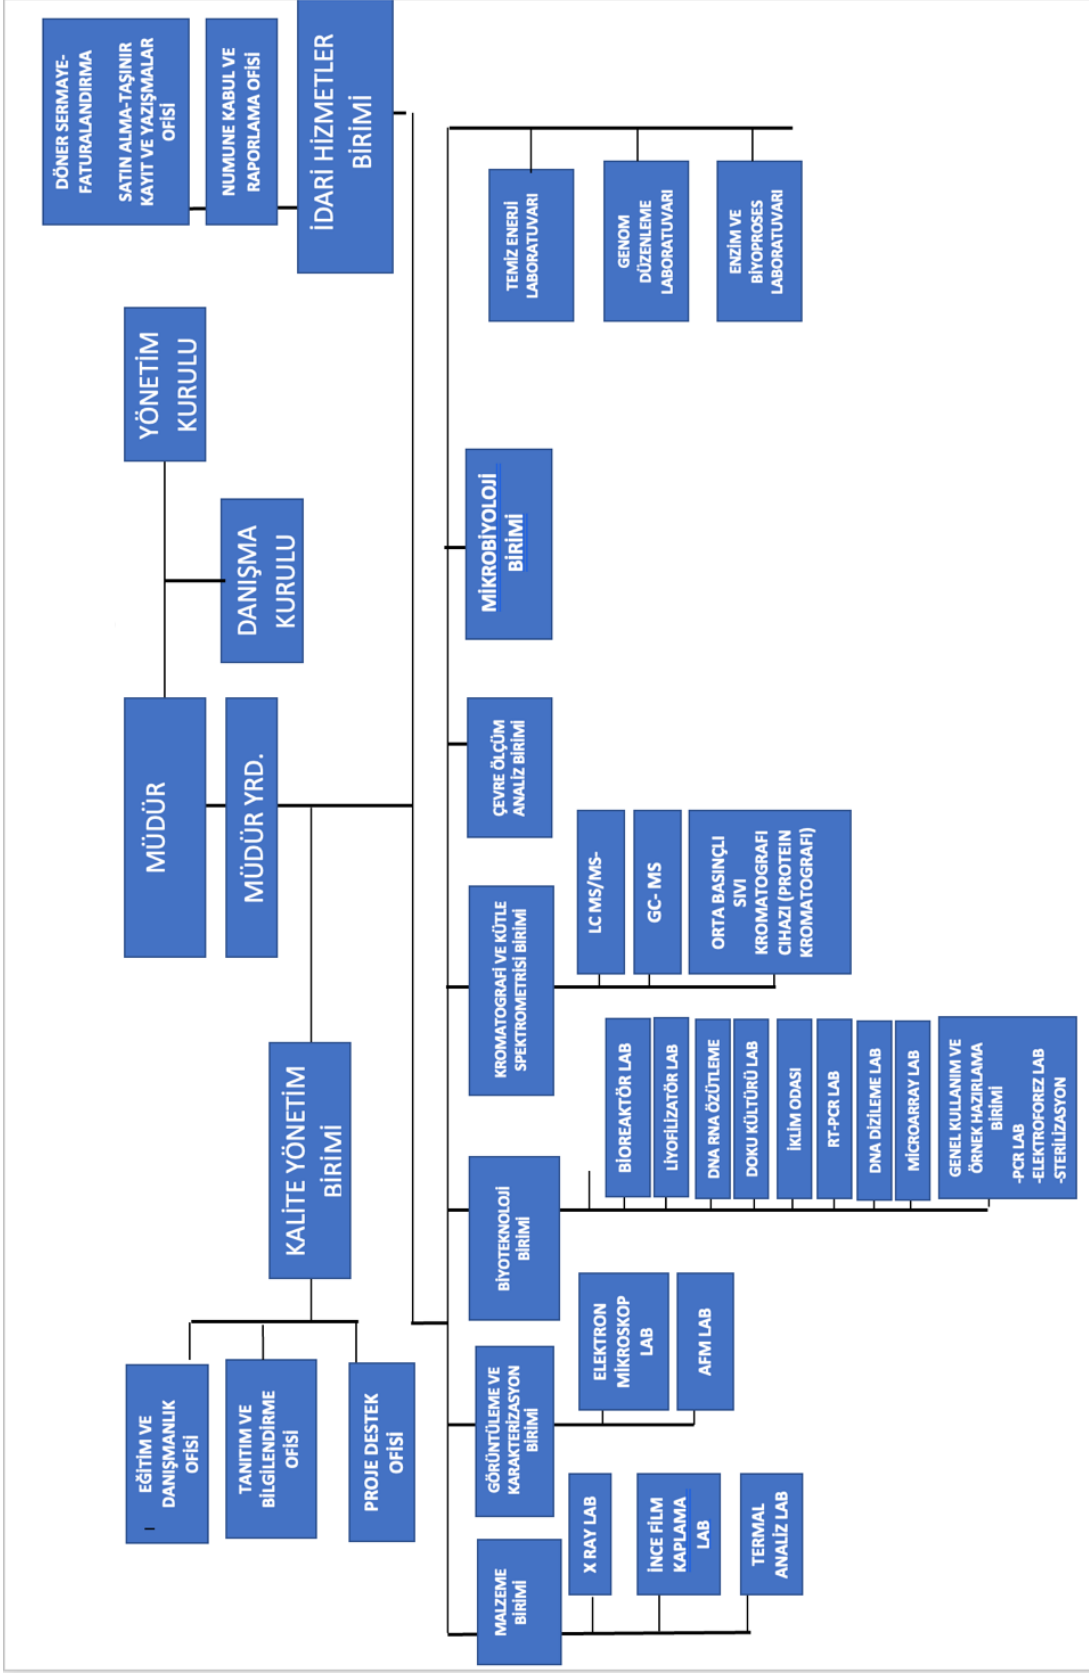 YÖNETİM
KURULU
DANIŞMA
KURULU
MÜDÜR
MÜDÜR YRD.
KALİTE YÖNETİM
BİRİMİ
EĞİTİM VE
DANIŞMANLIK
OFİSİ
TANITIM VE
BİLGİLENDİRME
OFİSİ
PROJE DESTEK
OFİSİ
DÖNER SERMAYE-
FATURALANDIRMA
SATIN ALMA-TAŞINIR
KAYIT VE YAZIŞMALAR
OFİSİ
NUMUNE KABUL VE
RAPORLAMA OFİSİ
İDARİ HİZMETLER
BİRİMİ
MALZEME
BİRİMİ
X RAY LAB
İNCE FİLM
KAPLAMA
LAB
TERMAL
ANALİZ LAB
GÖRÜNTÜLEME VE
KARAKTERİZASYON
BİRİMİ
ELEKTRON
MİKROSKOP
LAB
AFM LAB
BİYOTEKNOLOJİ
BİRİMİ
BİOREAKTÖR LAB
LİYOFİLİZATÖR LAB
DNA RNA ÖZÜTLEME
DOKU KÜLTÜRÜ LAB
İKLİM ODASI
RT-PCR LAB
DNA DİZİLEME LAB
MİCROARRAY LAB
GENEL KULLANIM VE
ÖRNEK HAZIRLAMA
BİRİMİ
-PCR LAB
-ELEKTROFOREZ LAB
-STERİLİZASYON
KROMATOGRAFİ VE KÜTLE
SPEKTROMETRİSİ BİRİMİ
LC MS/MS-
GC- MS
ORTA BASINÇLI
SIVI
KROMATOGRAFI
CIHAZI (PROTEIN
KROMATOGRAFI)
ÇEVRE ÖLÇÜM
ANALİZ BİRİMİ
MİKROBİYOLOJİ
BİRİMİ
TEMİZ ENERJİ
LABORATUVARI
GENOM
DÜZENLEME
LABORATUVARI
ENZİM VE
BİYOPROSES
LABORATUVARI